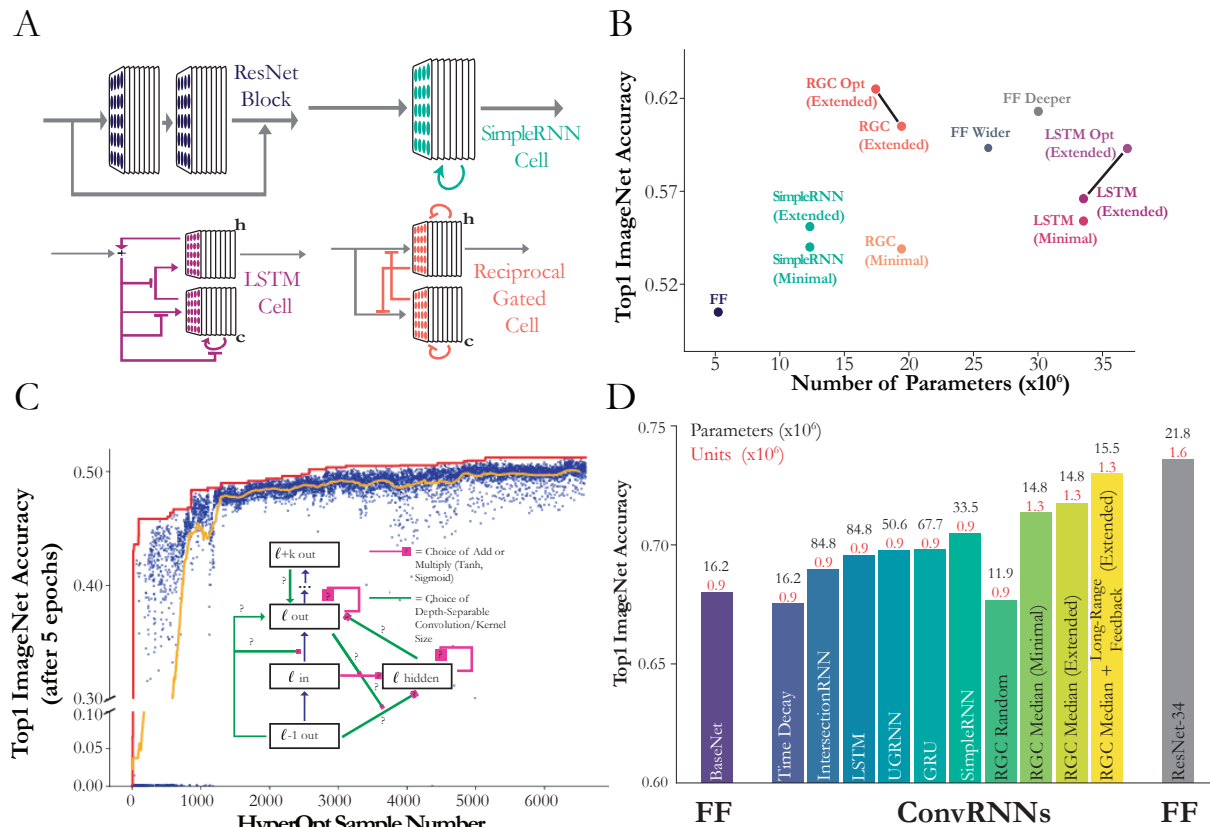 A
ResNet
Block
SimpleRNN
Cell
h
+
LSTM
Cell
c
h
Reciprocal
Gated
Cell
c
B
Top1 ImageNet Accuracy
0.62
0.57
0.52
RGC Opt
(Extended)
RGC
(Extended)
FF Deeper
FF Wider
LSTM Opt
(Extended)
LSTM
(Extended)
LSTM
(Minimal)
SimpleRNN
(Extended)
SimpleRNN
(Minimal)
RGC
(Minimal)
FF
5
10
15
20
25
30
35
Number of Parameters (x10⁶)
C
Top1 ImageNet Accuracy
(after 5 epochs)
0.50
0.40
0.30
0.10
0.05
0.00
ℓ+k out
?
...
ℓ out
?
?
?
?
ℓ in
?
ℓ hidden
?
?
ℓ-1 out
?
? = Choice of Add or
Multiply (Tanh,
Sigmoid)
? = Choice of
Depth-Separable
Convolution/Kernel
Size
0
1000
2000
3000
4000
5000
6000
HyperOpt Sample Number
D
Top1 ImageNet Accuracy
0.75
0.70
0.65
0.60
Parameters (x10⁶)
Units (x10⁶)
16.2
0.9
BaseNet
16.2
0.9
Time Decay
84.8
0.9
IntersectionRNN
84.8
0.9
LSTM
50.6
0.9
UGRNN
67.7
0.9
GRU
33.5
0.9
SimpleRNN
11.9
0.9
RGC Random
14.8
1.3
RGC Median (Minimal)
14.8
1.3
RGC Median (Extended)
15.5
1.3
RGC Median + Long-Range (Extended)
Feedback
21.8
1.6
ResNet-34
FF
ConvRNNs
FF